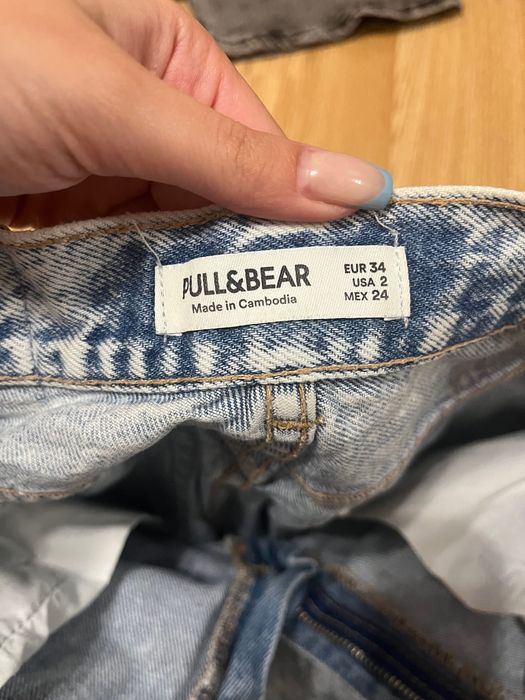 PULL&BEAR
Made in Cambodia
EUR 34
USA 2
MEX 24